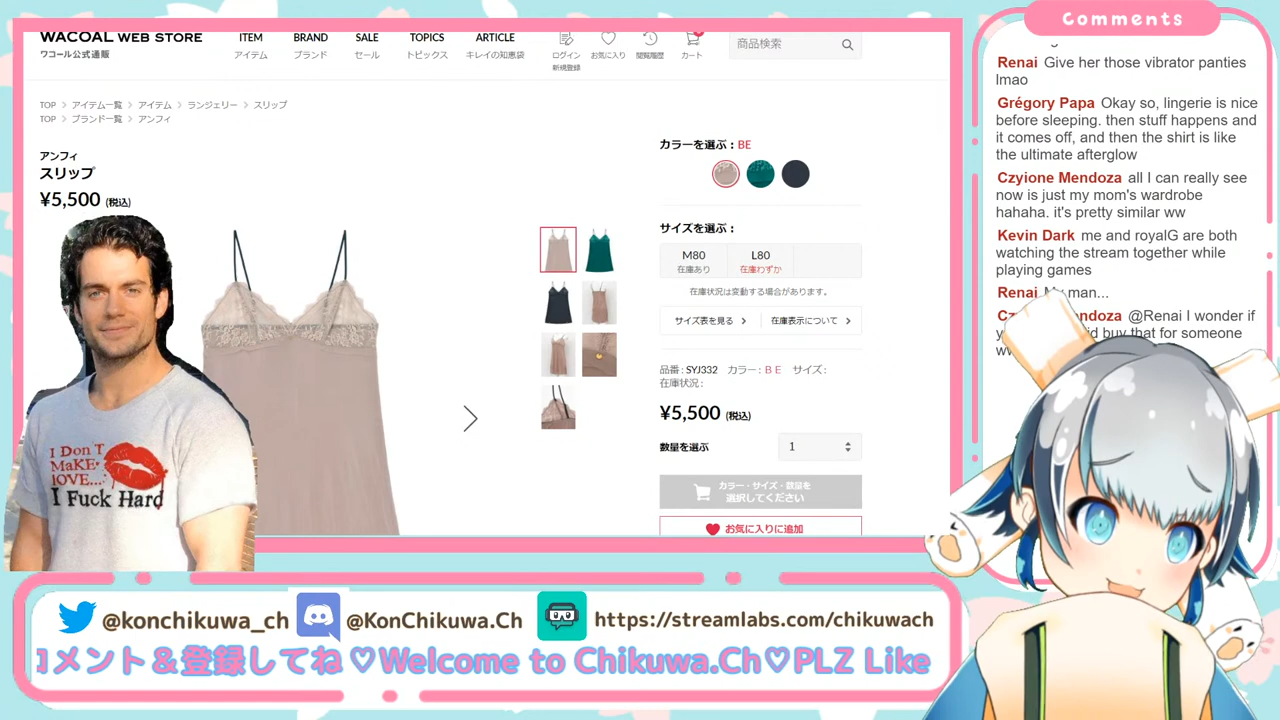 WACOAL WEB STORE
ワコール公式通販
ITEM
アイテム
BRAND
ブランド
SALE
セール
TOPICS
トピックス
ARTICLE
キレイの知恵袋
ログイン
新規登録
お気に入り
閲覧履歴
カート
商品検索
TOP > アイテム一覧 > アイテム > ランジェリー > スリップ
TOP > ブランド一覧 > アンフィ
アンフィ
スリップ
¥5,500 (税込)
カラーを選ぶ : BE
サイズを選ぶ :
M80
在庫あり
L80
在庫わずか
在庫状況は変動する場合があります。
サイズ表を見る >
在庫表示について >
品番 : SYJ332 カラー : BE サイズ :
在庫状況 :
¥5,500 (税込)
数量を選ぶ
1
カラー・サイズ・数量を
選択してください
お気に入りに追加
I DON'T
MAKE
LOVE...
I FUCK HARD
Comments
Renai Give her those vibrator panties
lmao
Grégory Papa Okay so, lingerie is nice
before sleeping. then stuff happens and
it comes off, and then the shirt is like
the ultimate afterglow
Czyione Mendoza all I can really see
now is just my mom's wardrobe
hahaha. it's pretty similar ww
Kevin Dark me and royalG are both
watching the stream together while
playing games
Renai My man...
@Renai I wonder if
buy that for someone
@konchikuwa_ch
@KonChikuwa.Ch
https://streamlabs.com/chikuwach
コメント＆登録してね♡Welcome to Chikuwa.Ch♡PLZ Like